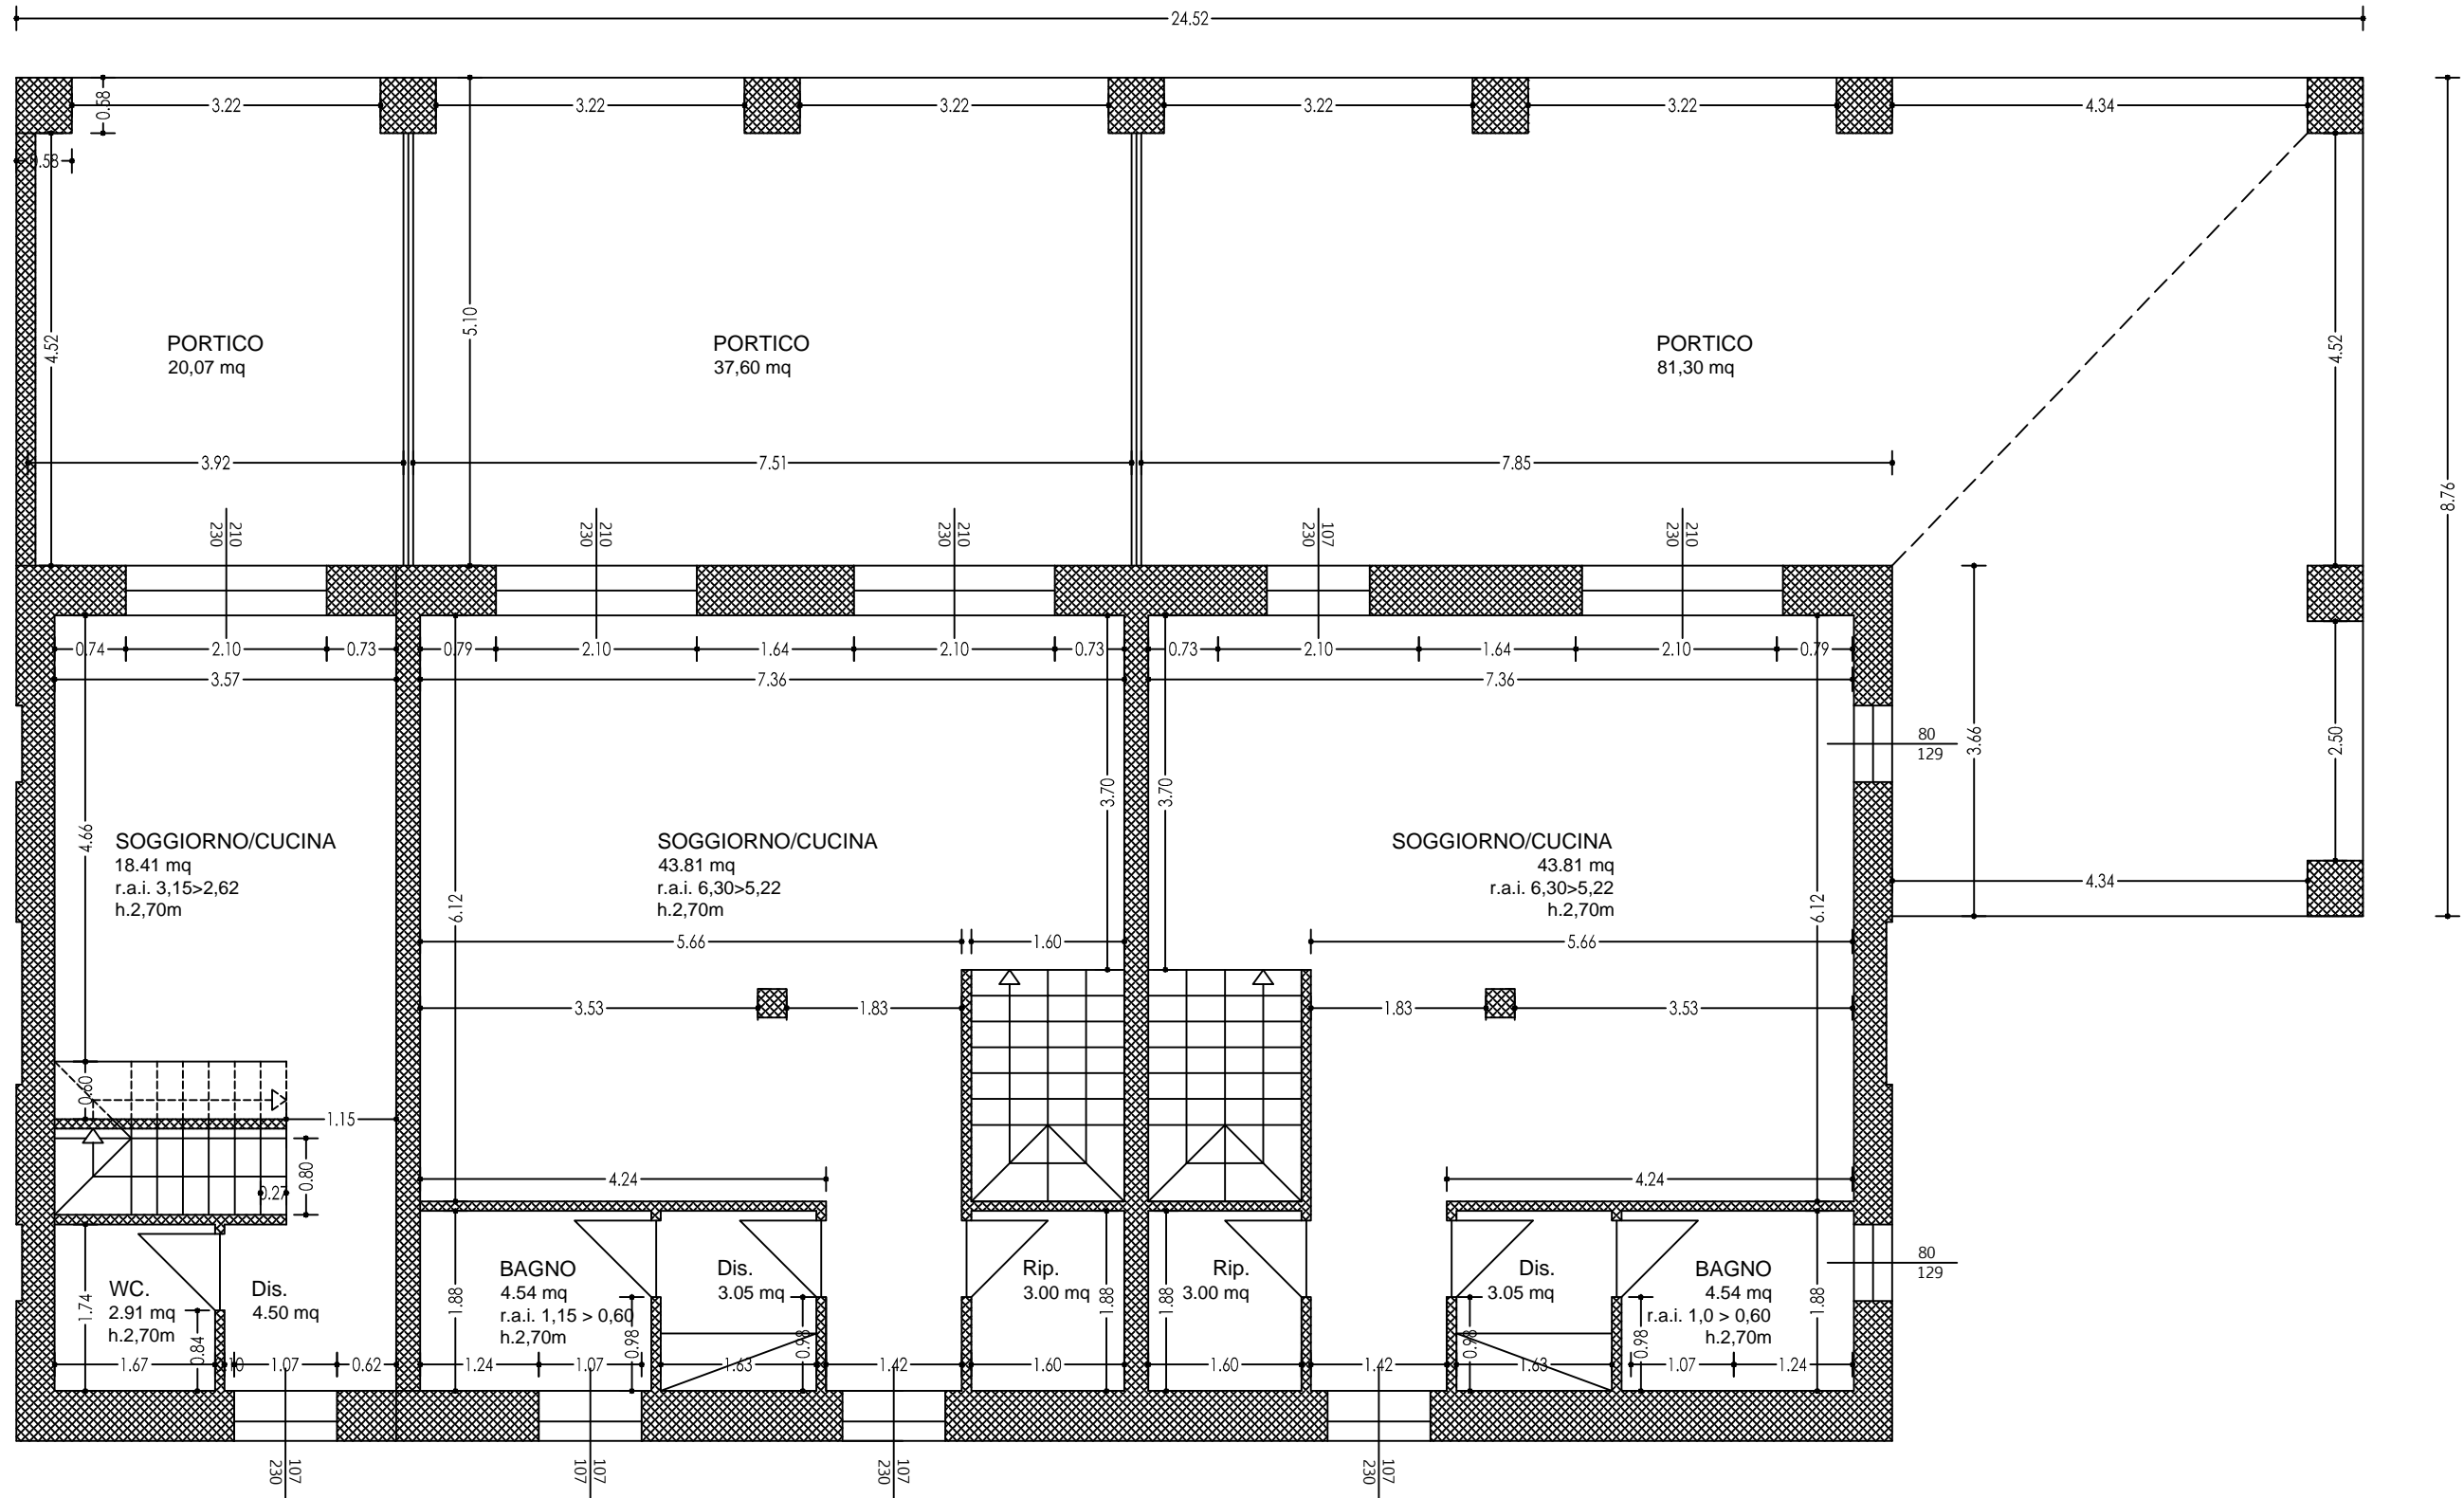 24.52
0.58
3.22
3.22
3.22
3.22
3.22
4.34
0.58
PORTICO
20,07 mq
PORTICO
37,60 mq
PORTICO
81,30 mq
4.52
5.10
4.52
8.76
3.92
7.51
7.85
210
230
210
230
210
230
107
230
210
230
0.74
2.10
0.73
0.79
2.10
1.64
2.10
0.73
0.73
2.10
1.64
2.10
0.79
3.57
7.36
7.36
80
129
3.66
2.50
3.70
3.70
4.66
SOGGIORNO/CUCINA
18.41 mq
r.a.i. 3,15>2,62
h.2,70m
SOGGIORNO/CUCINA
43.81 mq
r.a.i. 6,30>5,22
h.2,70m
SOGGIORNO/CUCINA
43.81 mq
r.a.i. 6,30>5,22
h.2,70m
6.12
6.12
4.34
5.66
1.60
5.66
3.53
1.83
1.83
3.53
0.60
1.15
0.80
0.27
4.24
4.24
WC.
2.91 mq
h.2,70m
Dis.
4.50 mq
BAGNO
4.54 mq
r.a.i. 1,15 > 0,60
h.2,70m
Dis.
3.05 mq
Rip.
3.00 mq
Rip.
3.00 mq
Dis.
3.05 mq
BAGNO
4.54 mq
r.a.i. 1,0 > 0,60
h.2,70m
80
129
1.74
0.84
1.88
0.98
0.98
1.88
1.88
0.98
0.98
1.88
1.67
.10
1.07
0.62
1.24
1.07
1.63
1.42
1.60
1.60
1.42
1.63
1.07
1.24
107
230
107
107
107
230
107
230